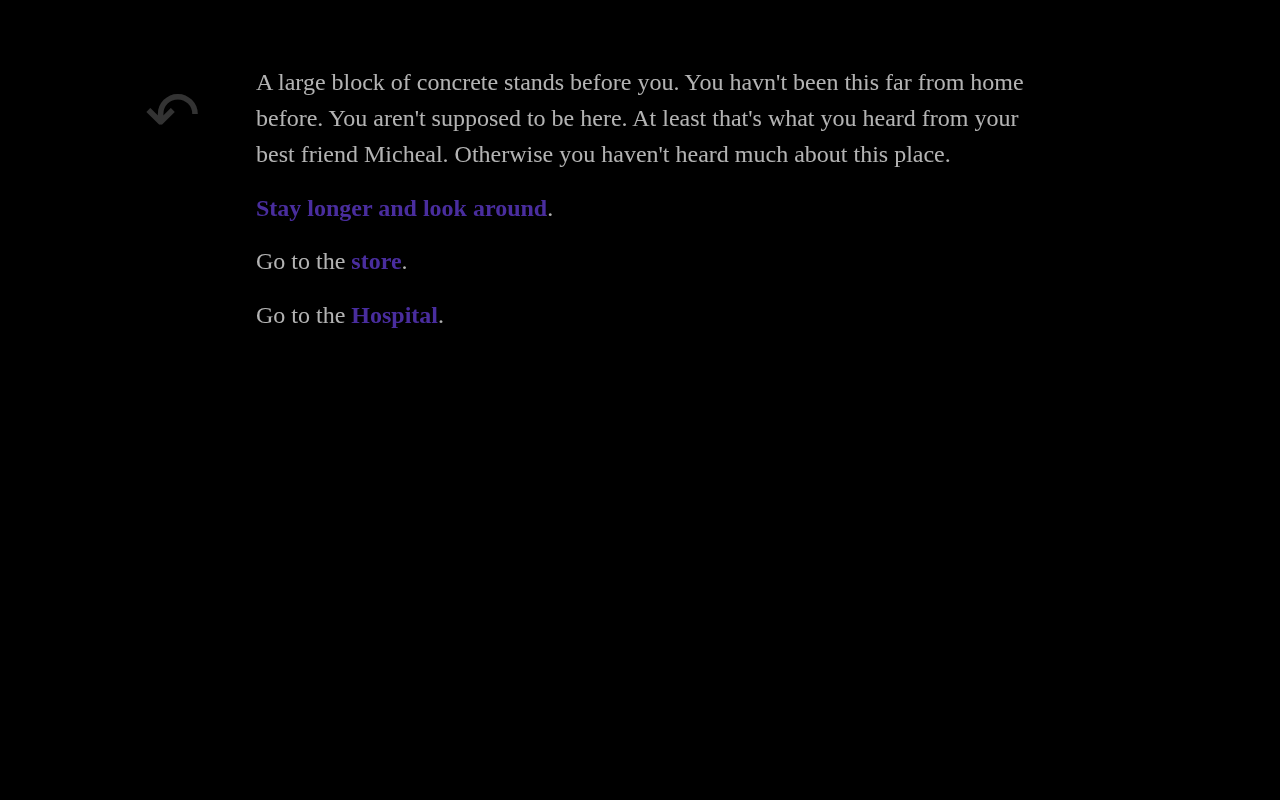 A large block of concrete stands before you. You havn't been this far from home
before. You aren't supposed to be here. At least that's what you heard from your
best friend Micheal. Otherwise you haven't heard much about this place.
Stay longer and look around.
Go to the store.
Go to the Hospital.